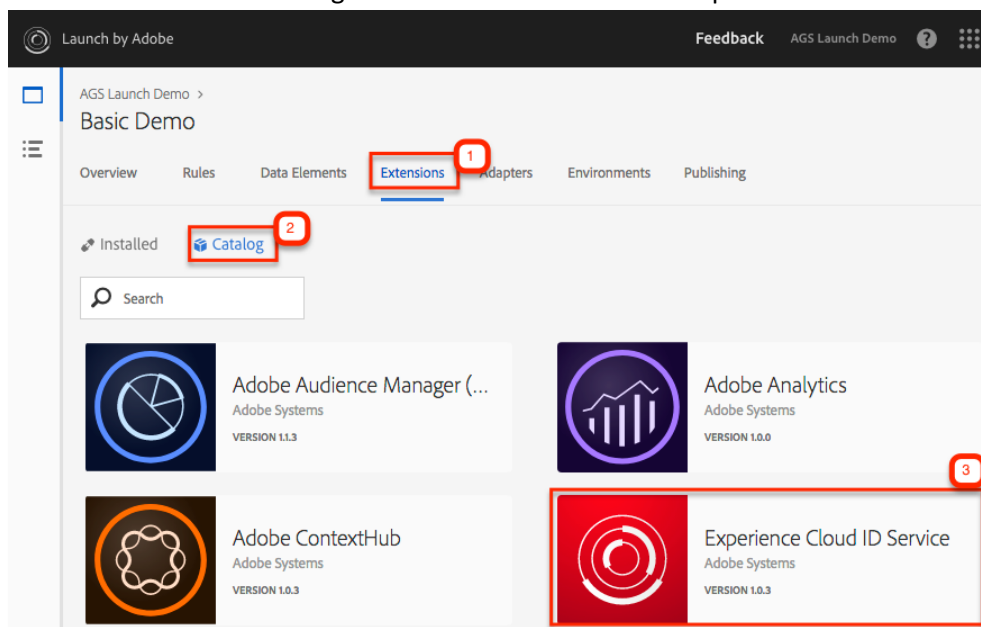 Launch by Adobe
Feedback
AGS Launch Demo
?
AGS Launch Demo >
Basic Demo
1
Overview Rules Data Elements Extensions Adapters Environments Publishing
2
Installed Catalog
Search
Adobe Audience Manager (...
Adobe Systems
VERSION 1.1.3
Adobe Analytics
Adobe Systems
VERSION 1.0.0
3
Adobe ContextHub
Adobe Systems
VERSION 1.0.3
Experience Cloud ID Service
Adobe Systems
VERSION 1.0.3